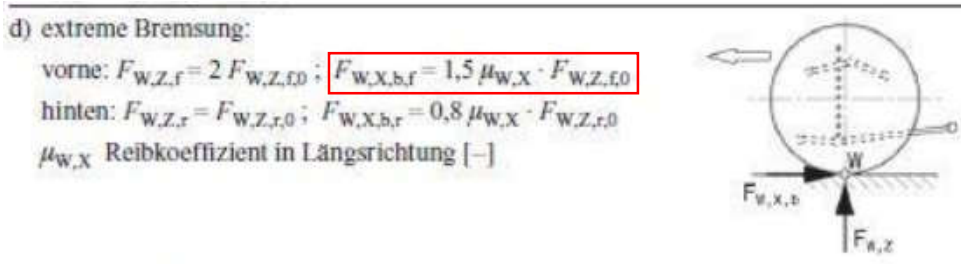 d) extreme Bremsung:
vorne: F_W,Z,f = 2 F_W,Z,f,0 ; F_W,X,b,f = 1,5 μ_W,X · F_W,Z,f,0
hinten: F_W,Z,r = F_W,Z,r,0 ; F_W,X,b,r = 0,8 μ_W,X · F_W,Z,r,0
μ_W,X Reibkoeffizient in Längsrichtung [–]
W
F_W,X,b
F_W,Z